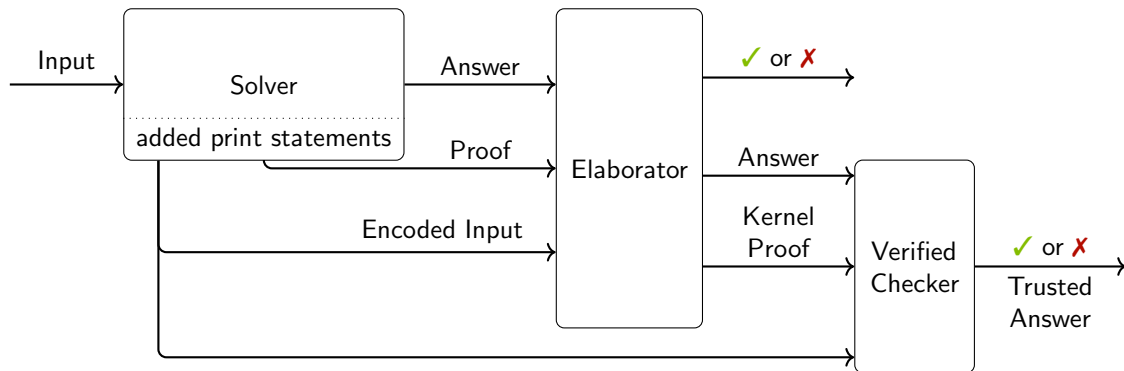 Input
Solver
added print statements
Answer
Proof
Encoded Input
Elaborator
✓ or ✗
Answer
Kernel
Proof
Verified
Checker
✓ or ✗
Trusted
Answer